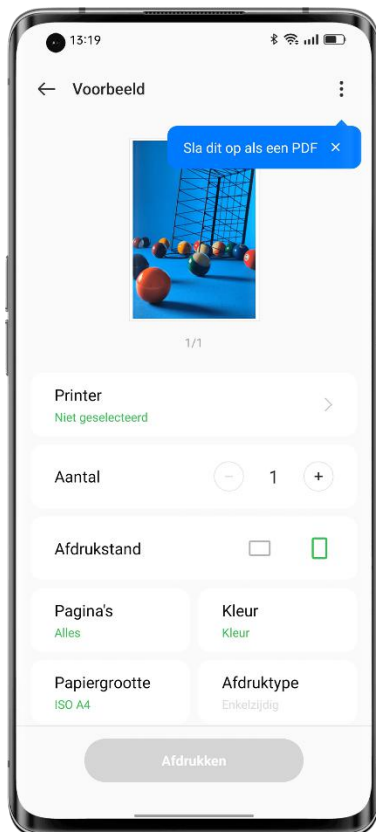 13:19
Voorbeeld
Sla dit op als een PDF
1/1
Printer
Niet geselecteerd
Aantal
1
Afdrukstand
Pagina's
Alles
Kleur
Kleur
Papiergrootte
ISO A4
Afdruktype
Enkelzijdig
Afdrukken